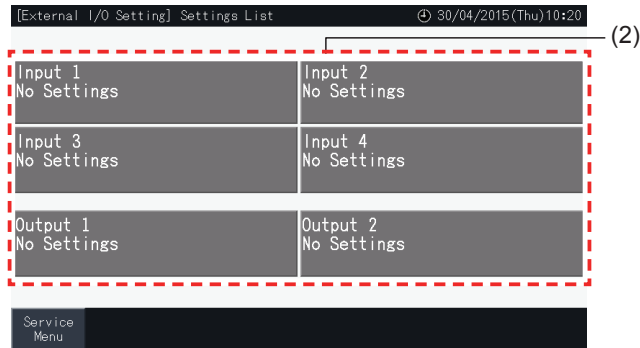 [External I/O Setting] Settings List 30/04/2015(Thu)10:20
(2)
Input 1
No Settings
Input 2
No Settings
Input 3
No Settings
Input 4
No Settings
Output 1
No Settings
Output 2
No Settings
Service
Menu